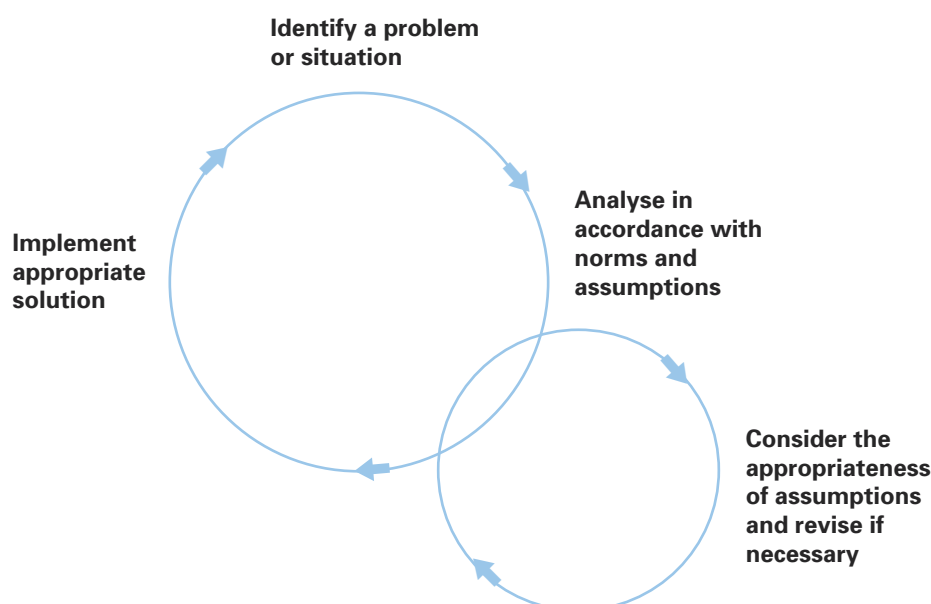 Identify a problem
or situation
Analyse in
accordance with
norms and
assumptions
Implement
appropriate
solution
Consider the
appropriateness
of assumptions
and revise if
necessary